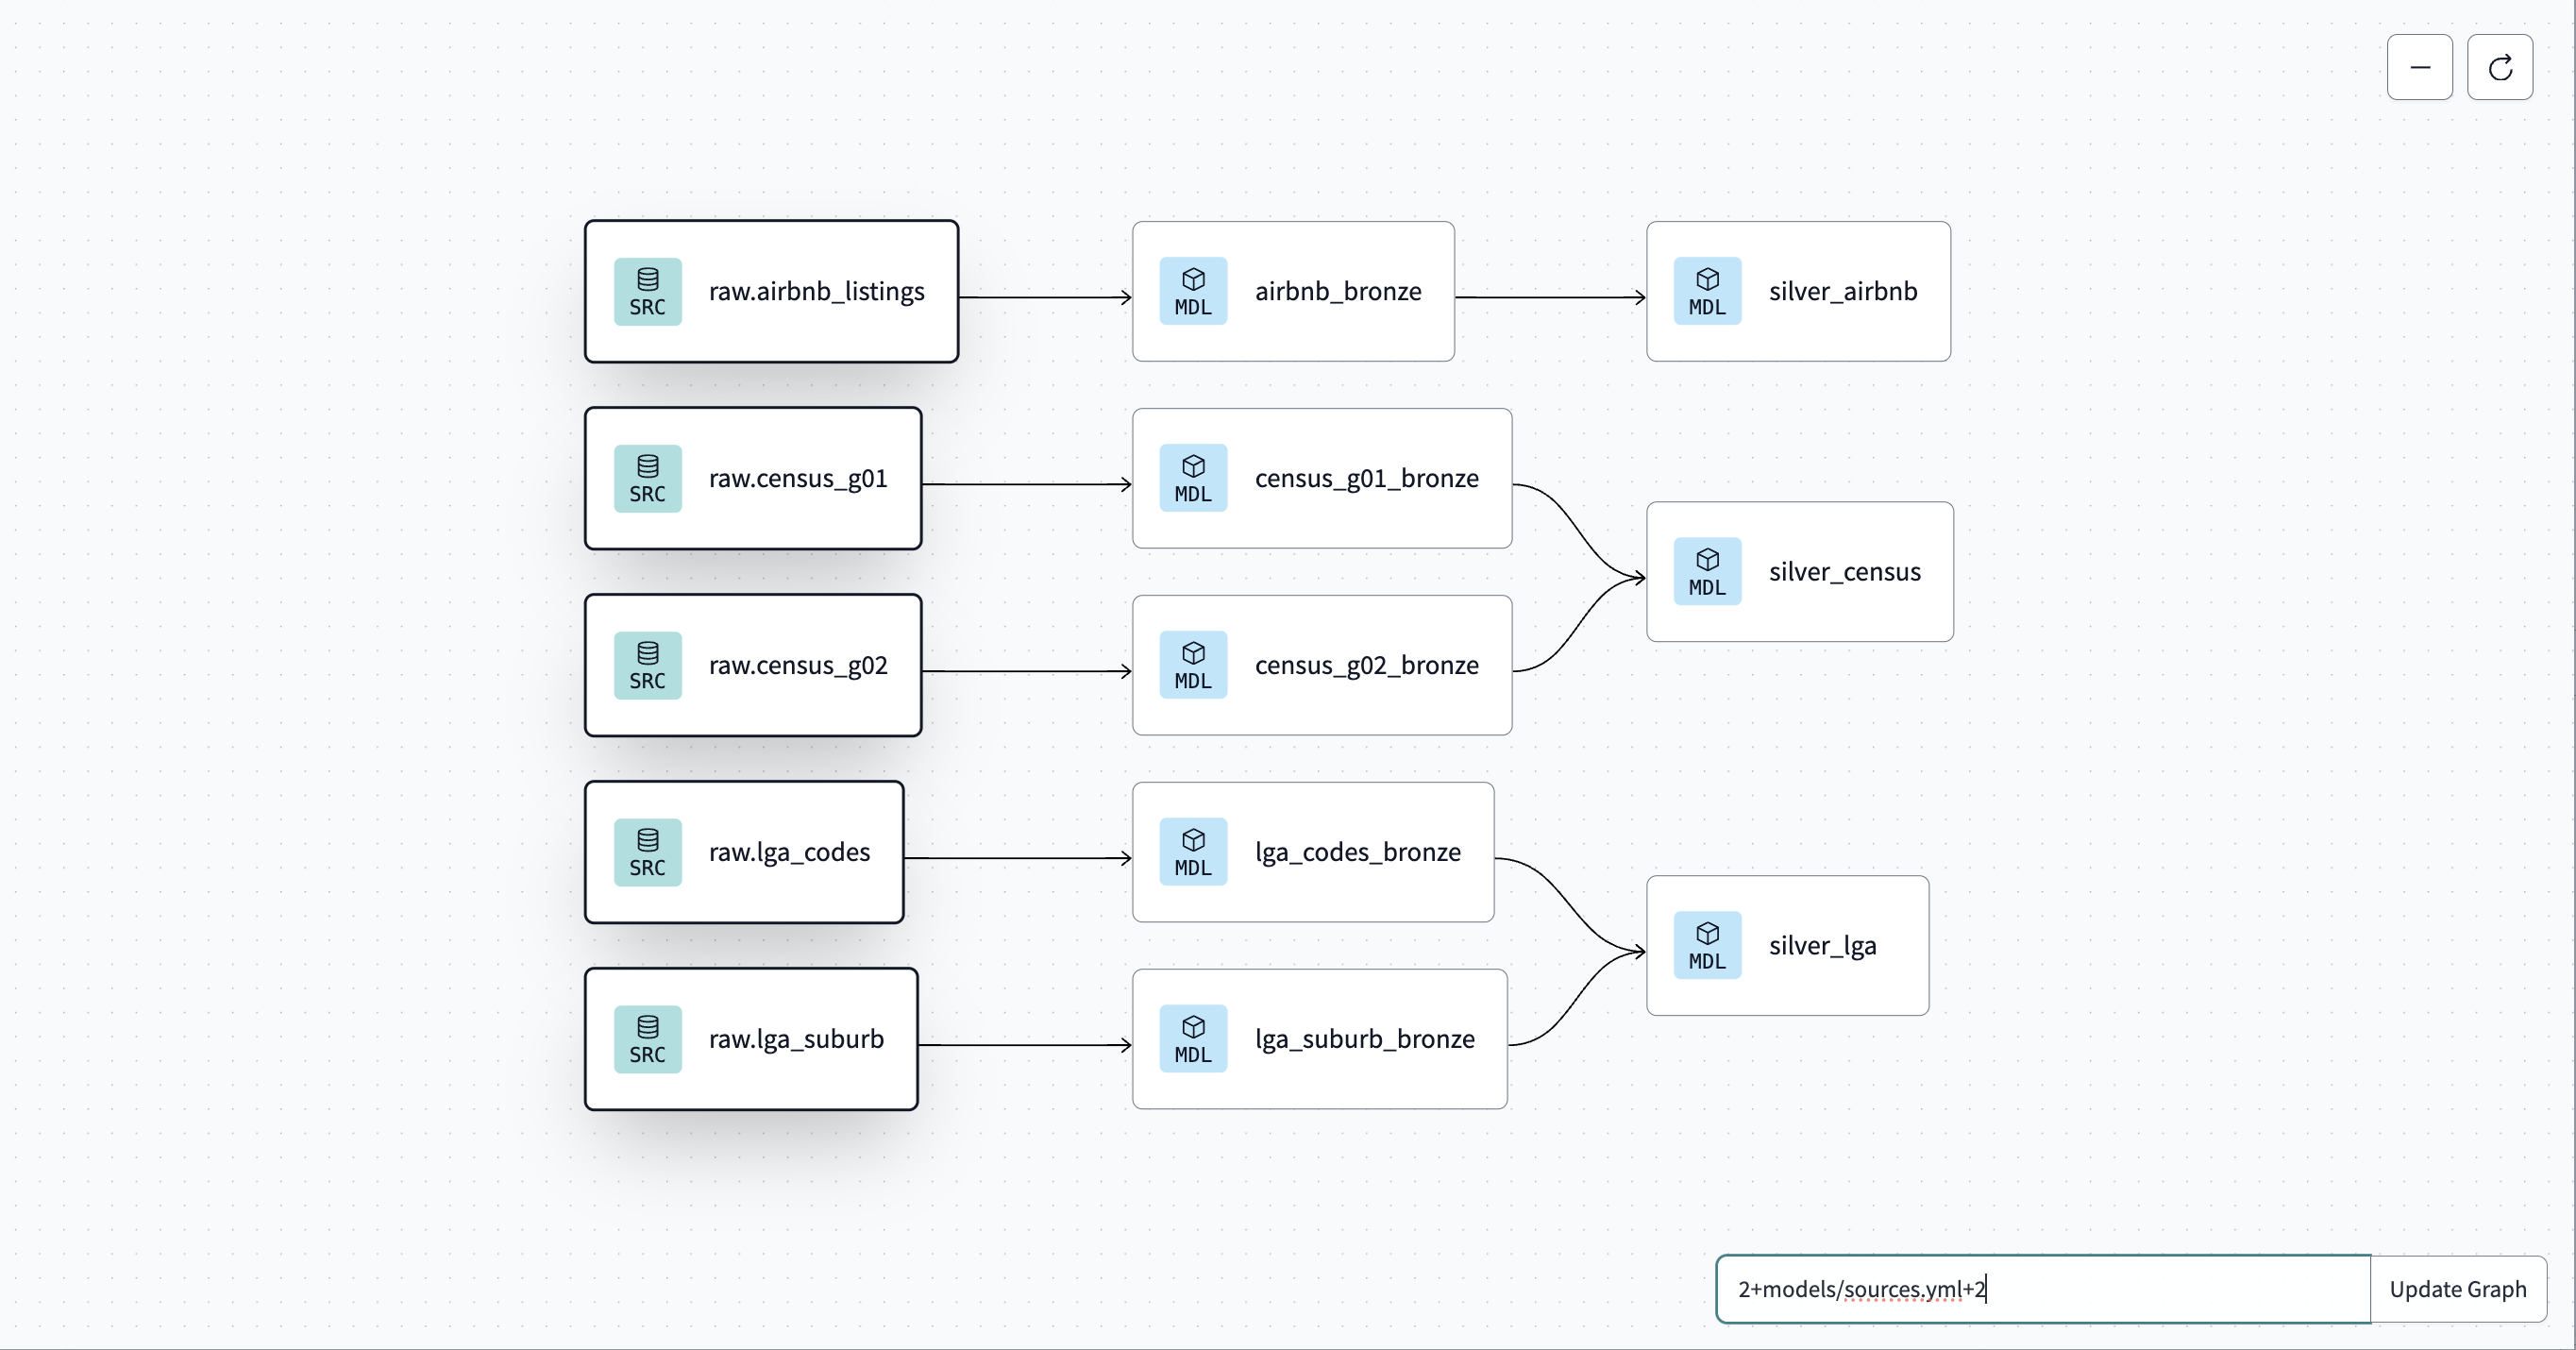 SRC
raw.airbnb_listings
MDL
airbnb_bronze
MDL
silver_airbnb
SRC
raw.census_g01
MDL
census_g01_bronze
MDL
silver_census
SRC
raw.census_g02
MDL
census_g02_bronze
SRC
raw.lga_codes
MDL
lga_codes_bronze
MDL
silver_lga
SRC
raw.lga_suburb
MDL
lga_suburb_bronze
2+models/sources.yml+2
Update Graph